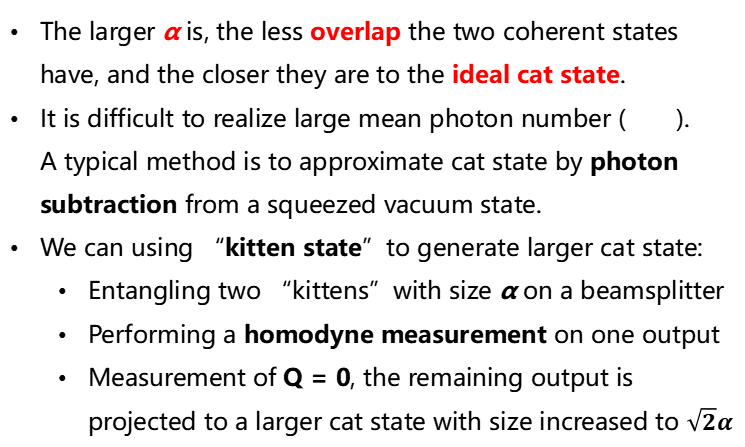 • The larger α is, the less overlap the two coherent states
have, and the closer they are to the ideal cat state.
• It is difficult to realize large mean photon number (      ).
A typical method is to approximate cat state by photon
subtraction from a squeezed vacuum state.
• We can using “kitten state” to generate larger cat state:
• Entangling two “kittens” with size α on a beamsplitter
• Performing a homodyne measurement on one output
• Measurement of Q = 0, the remaining output is
projected to a larger cat state with size increased to √2α